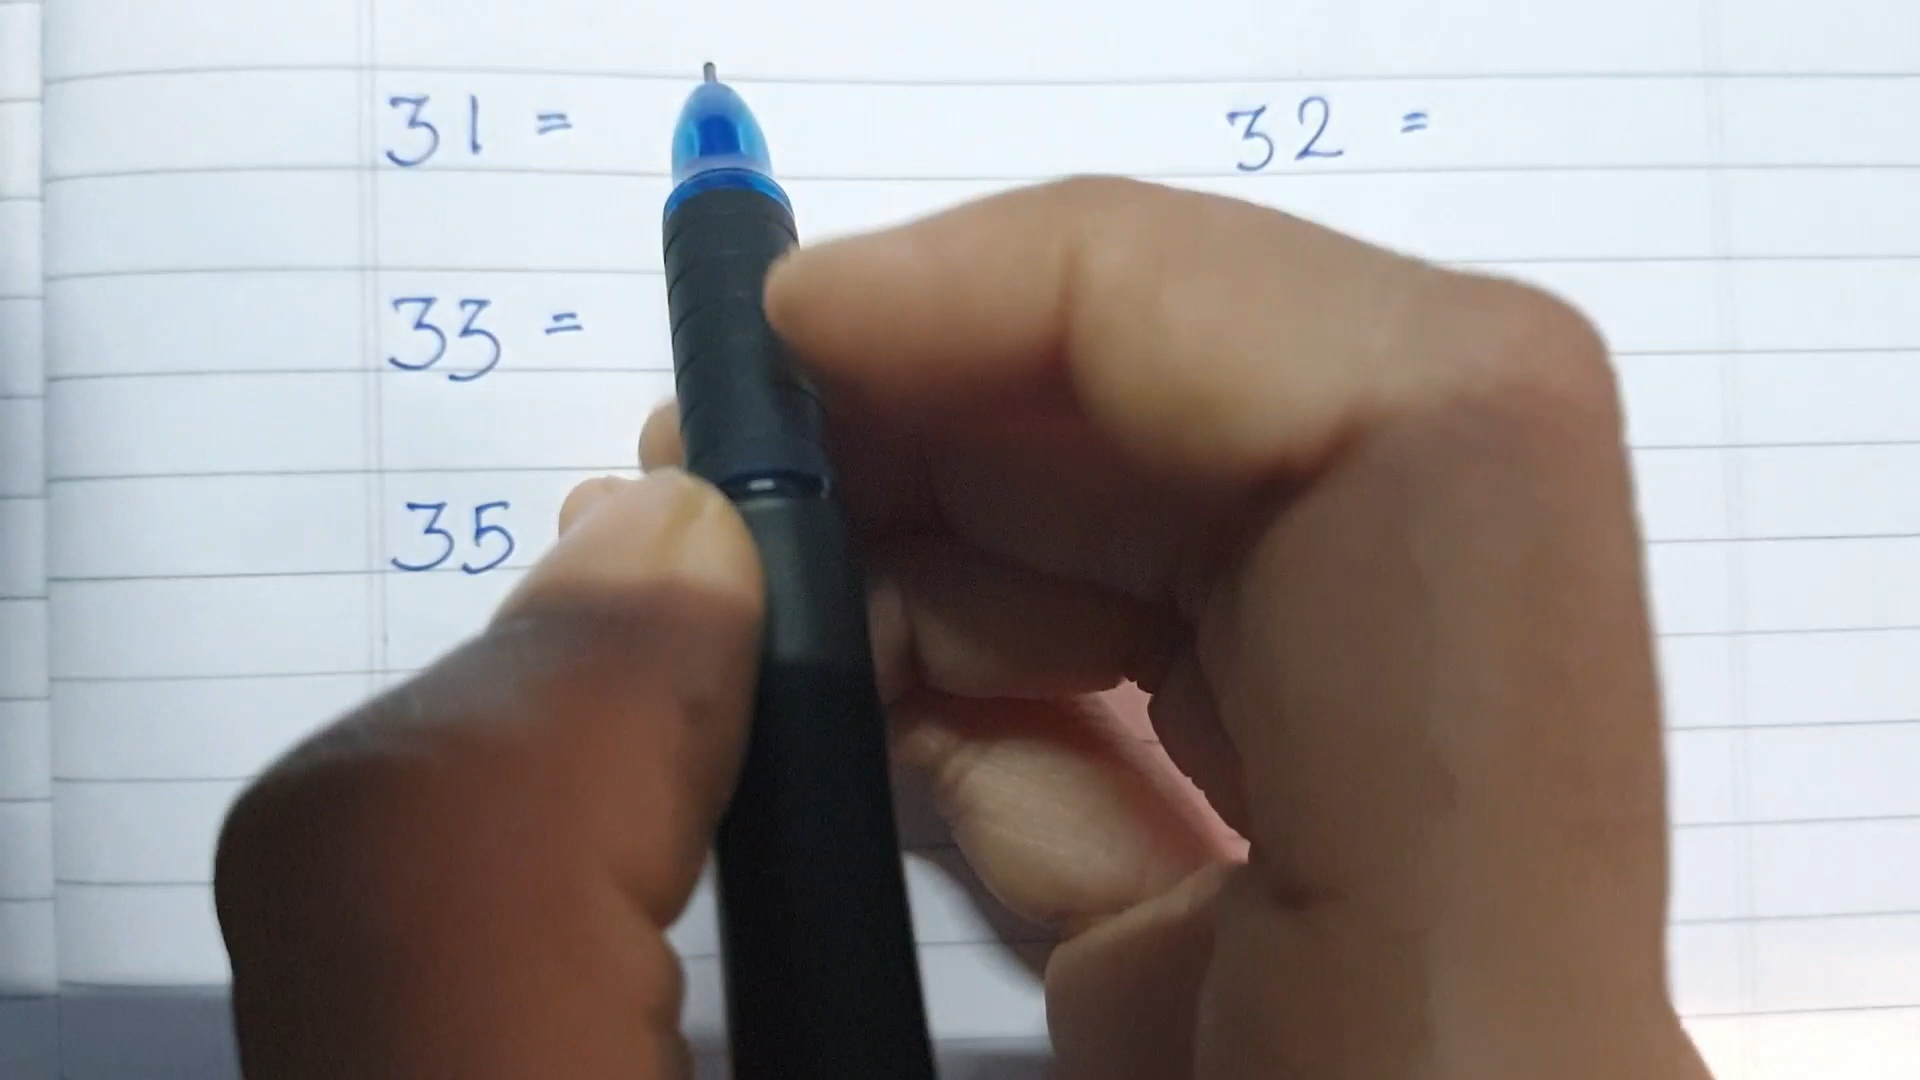 31 = 32 =
33 =
35